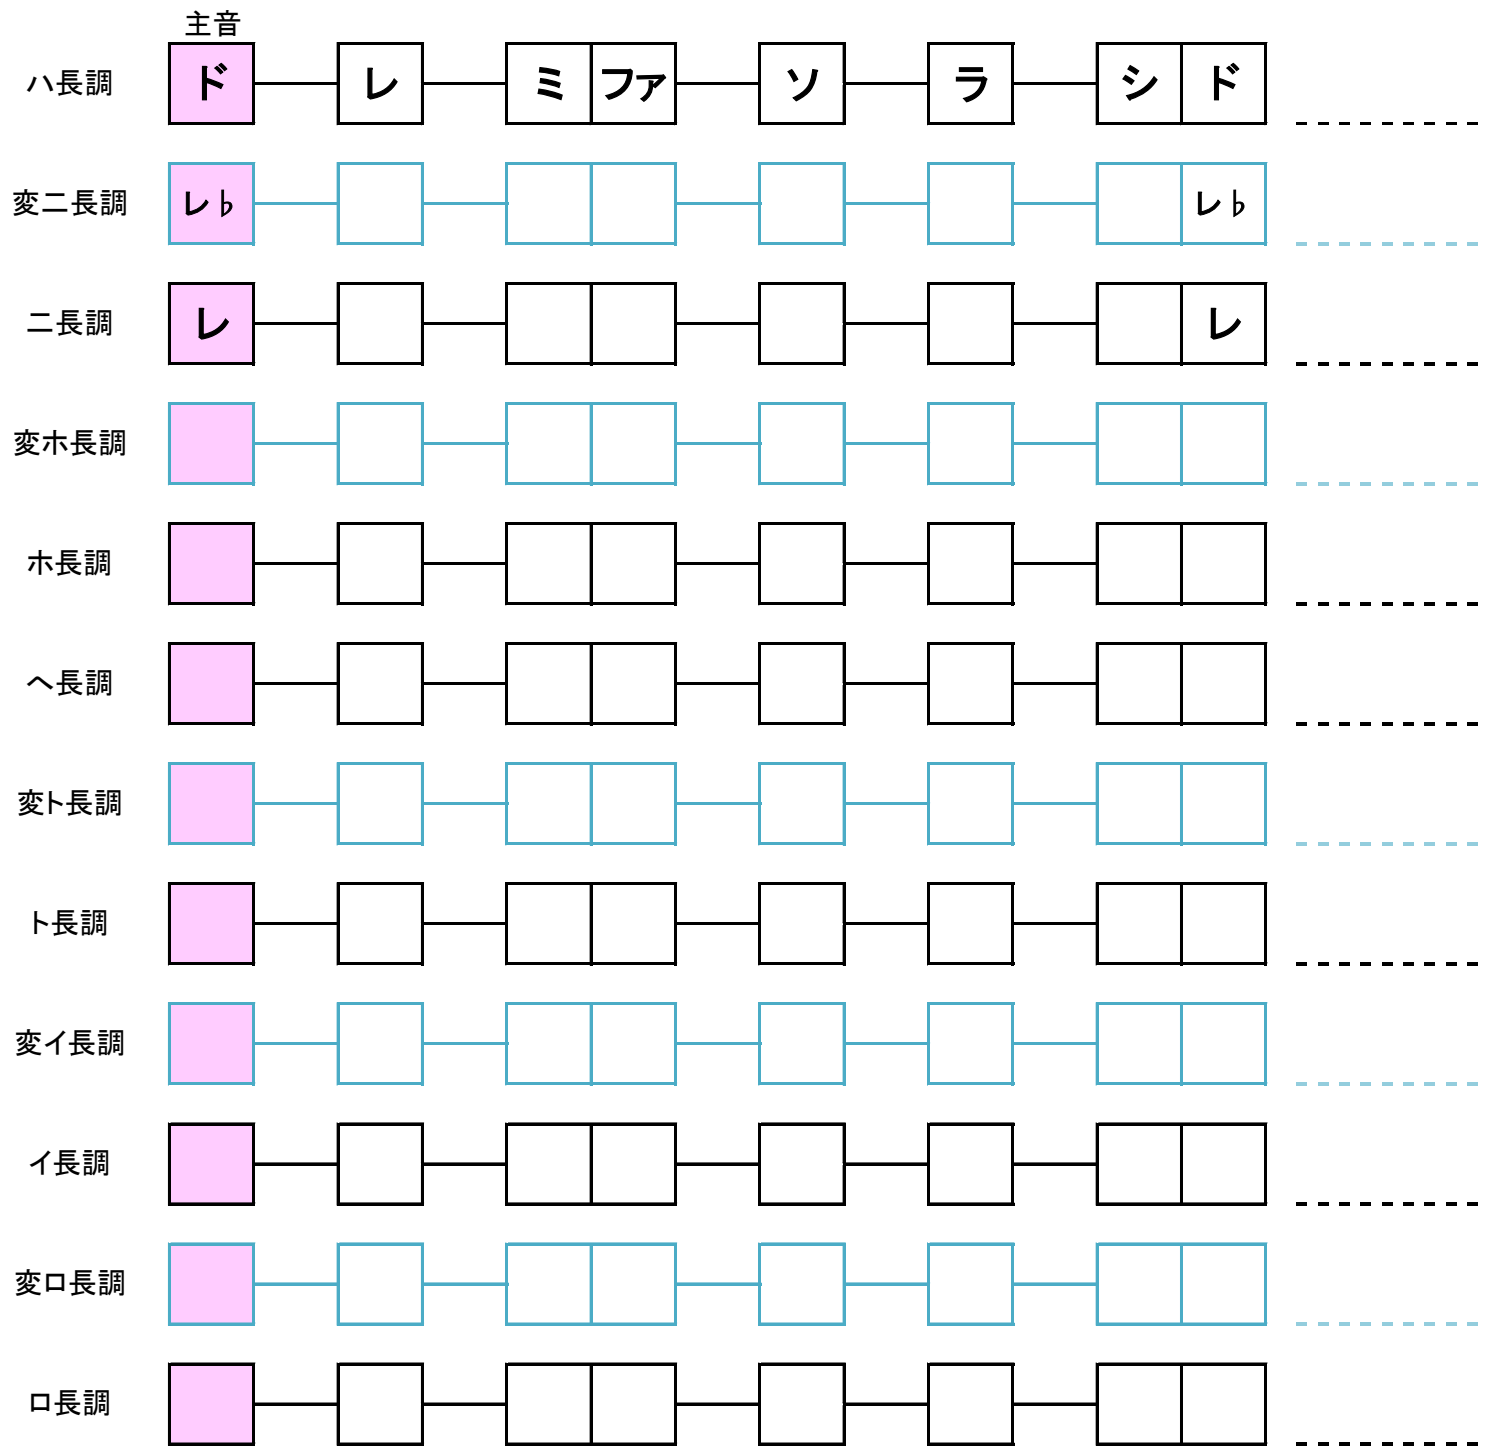 主音
ハ長調 ド レ ミ ファ ソ ラ シ ド
変ニ長調 レ♭ レ♭
ニ長調 レ レ
変ホ長調
ホ長調
ヘ長調
変ト長調
ト長調
変イ長調
イ長調
変ロ長調
ロ長調